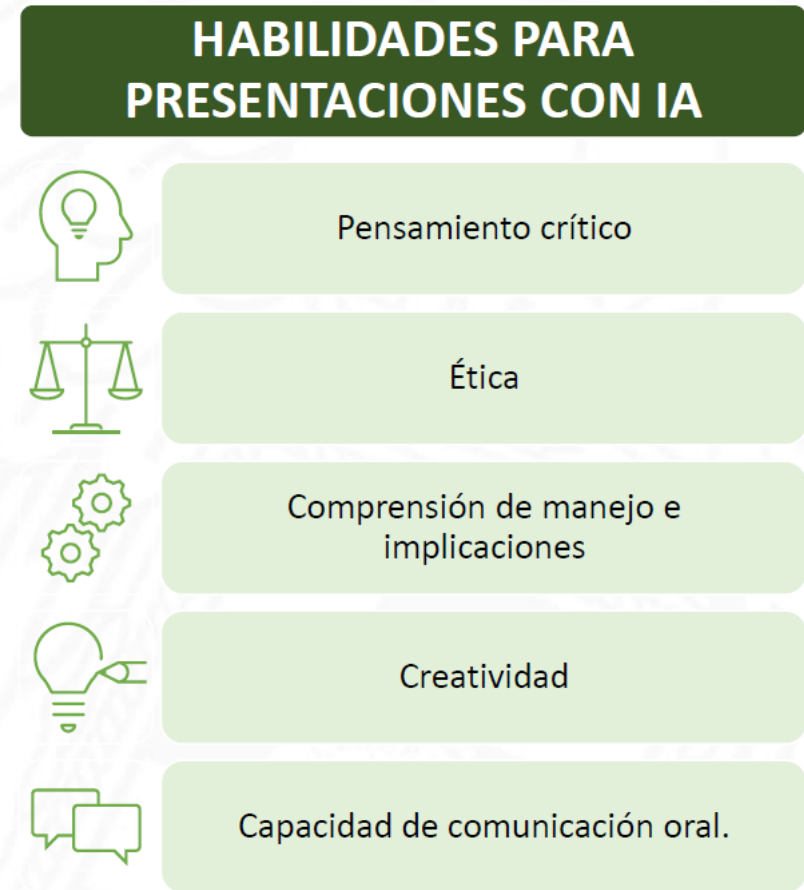 HABILIDADES PARA
PRESENTACIONES CON IA
Pensamiento crítico
Ética
Comprensión de manejo e
implicaciones
Creatividad
Capacidad de comunicación oral.